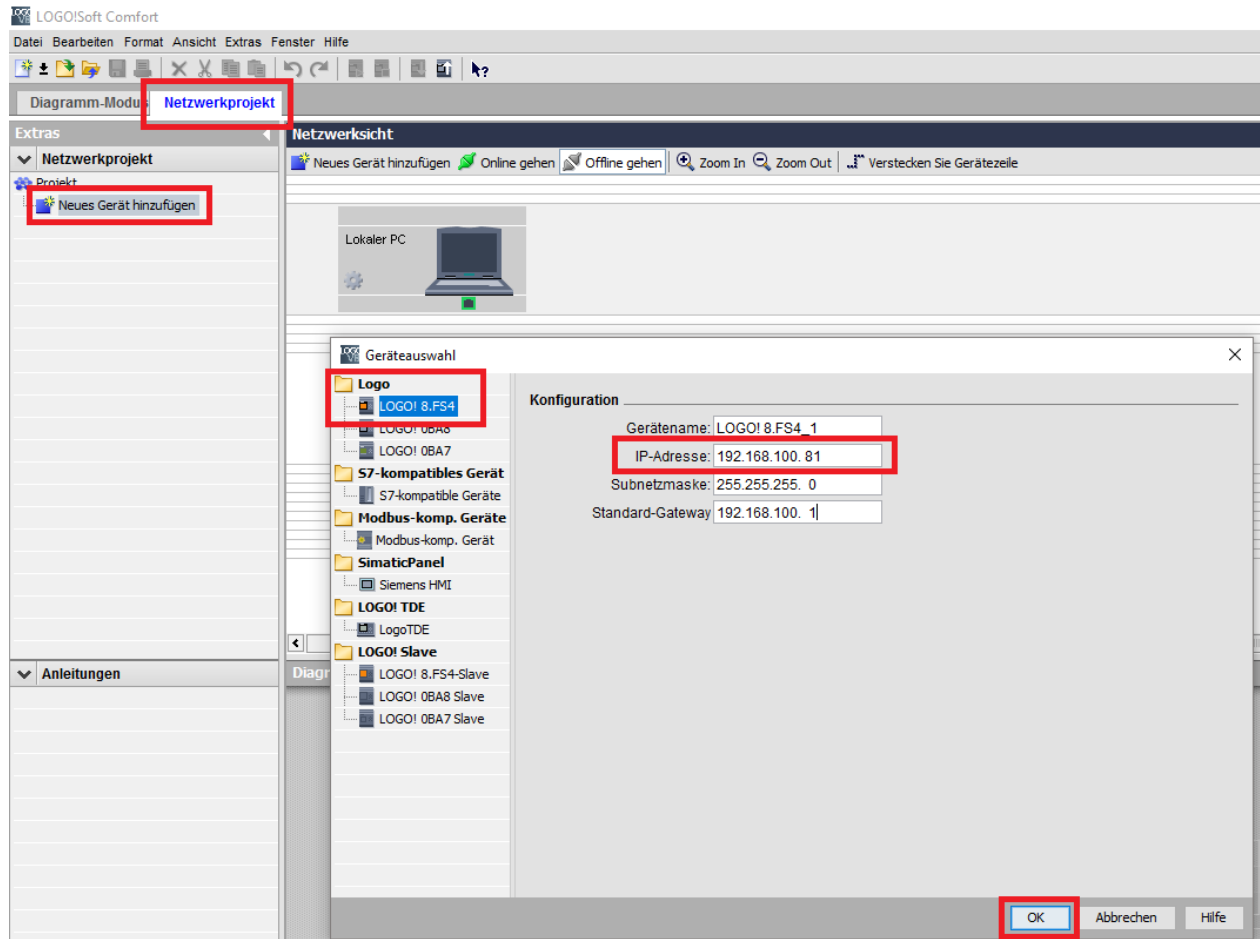 LOGO!Soft Comfort
Datei Bearbeiten Format Ansicht Extras Fenster Hilfe
Diagramm-Modus Netzwerkprojekt
Extras
Netzwerkprojekt
Projekt
Neues Gerät hinzufügen
Anleitungen
Netzwerksicht
Neues Gerät hinzufügen Online gehen Offline gehen Zoom In Zoom Out Verstecken Sie Gerätezeile
Lokaler PC
Diagr
Geräteauswahl
Logo
LOGO! 8.FS4
LOGO! 0BA8
LOGO! 0BA7
S7-kompatibles Gerät
S7-kompatible Geräte
Modbus-komp. Geräte
Modbus-komp. Gerät
SimaticPanel
Siemens HMI
LOGO! TDE
LogoTDE
LOGO! Slave
LOGO! 8.FS4-Slave
LOGO! 0BA8 Slave
LOGO! 0BA7 Slave
Konfiguration
Gerätename: LOGO! 8.FS4_1
IP-Adresse: 192.168.100. 81
Subnetzmaske: 255.255.255. 0
Standard-Gateway 192.168.100. 1
OK Abbrechen Hilfe